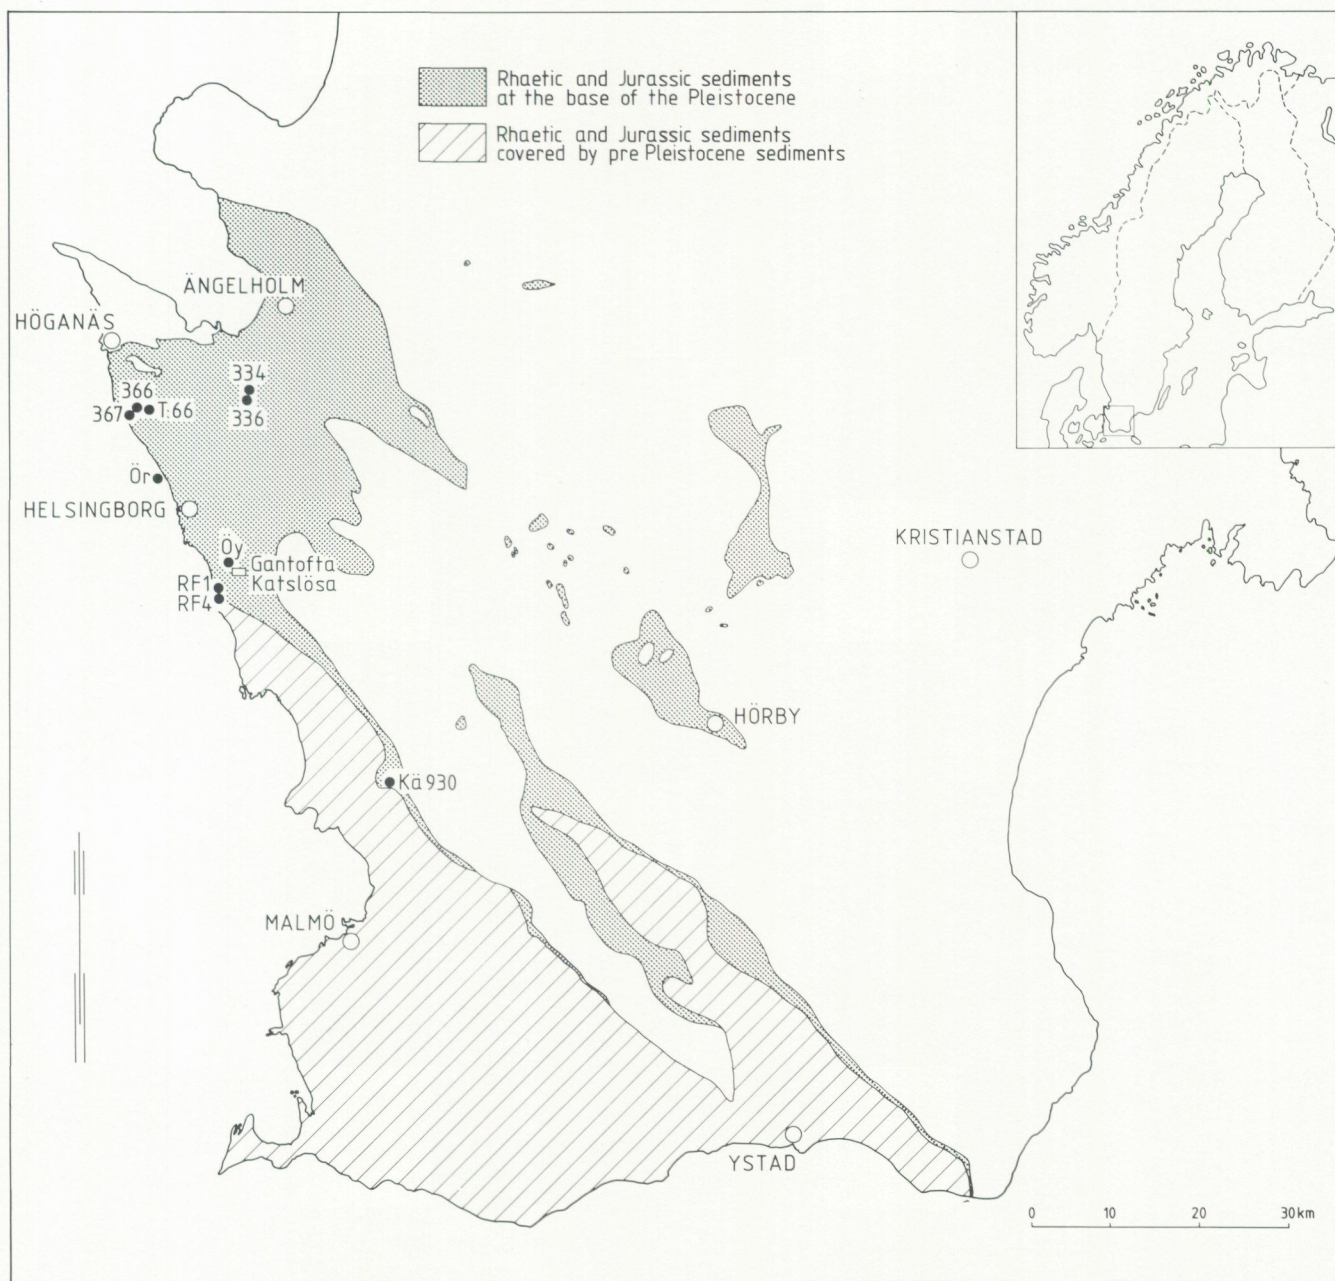 Rhaetic and Jurassic sediments
at the base of the Pleistocene
Rhaetic and Jurassic sediments
covered by pre Pleistocene sediments
ÄNGELHOLM
HÖGANÄS
334
366
367
T:66
336
Ör
HELSINGBORG
KRISTIANSTAD
Öy
Gantofta
Katslösa
RF1
RF4
HÖRBY
Kä 930
MALMÖ
YSTAD
0 10 20 30 km